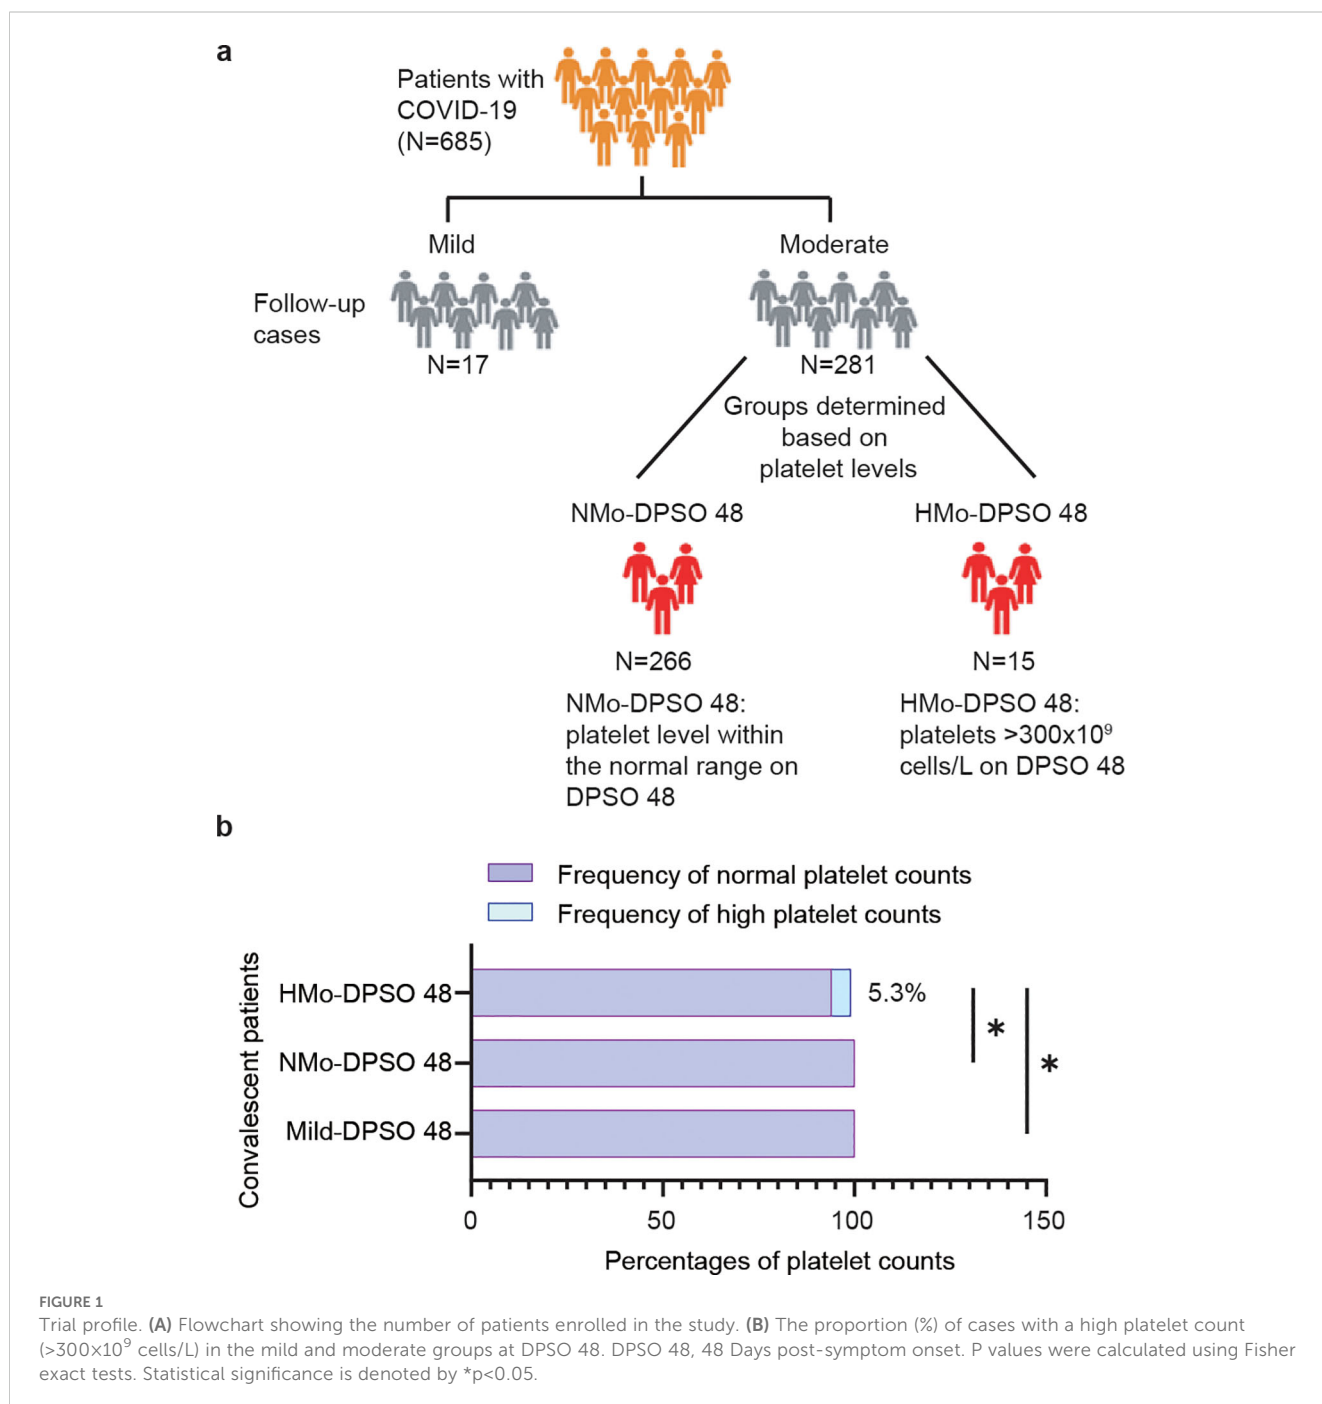 a
Patients with
COVID-19
(N=685)
Mild
Moderate
Follow-up
cases
N=17
N=281
Groups determined
based on
platelet levels
NMo-DPSO 48
HMo-DPSO 48
N=266
N=15
NMo-DPSO 48:
platelet level within
the normal range on
DPSO 48
HMo-DPSO 48:
platelets >300x10⁹
cells/L on DPSO 48
b
Frequency of normal platelet counts
Frequency of high platelet counts
Convalescent patients
HMo-DPSO 48
5.3%
*
NMo-DPSO 48
*
Mild-DPSO 48
0
50
100
150
Percentages of platelet counts
FIGURE 1
Trial profile. (A) Flowchart showing the number of patients enrolled in the study. (B) The proportion (%) of cases with a high platelet count
(>300×10⁹ cells/L) in the mild and moderate groups at DPSO 48. DPSO 48, 48 Days post-symptom onset. P values were calculated using Fisher
exact tests. Statistical significance is denoted by *p<0.05.